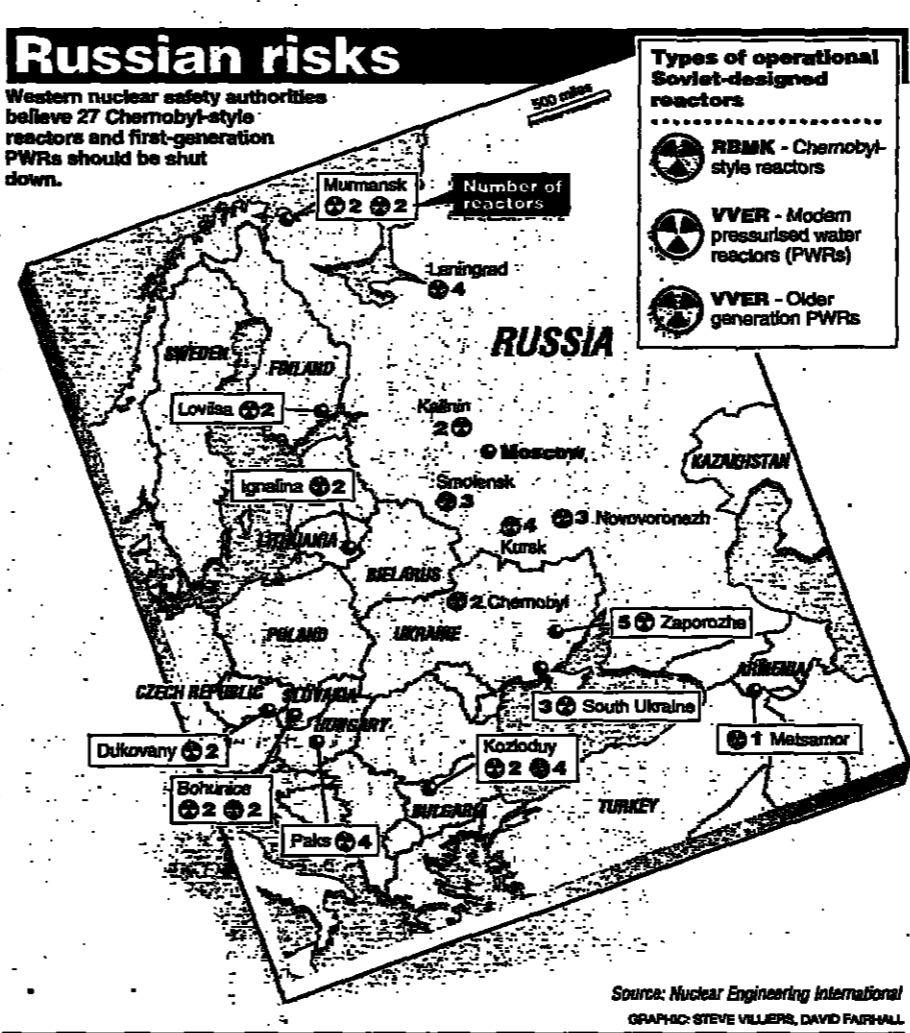 Russian risks
Western nuclear safety authorities
believe 27 Chernobyl-style
reactors and first-generation
PWRs should be shut
down.
500 miles
Types of operational
Soviet-designed
reactors
RBMK - Chernobyl-
style reactors
VVER - Modern
pressurised water
reactors (PWRs)
VVER - Older
generation PWRs
Murmansk
2 2
Number of
reactors
Leningrad
4
RUSSIA
SWEDEN
FINLAND
Loviisa 2
Kalinin
2
Moscow
KAZAKHSTAN
Ignalina 2
Smolensk
3
4
Kursk
3 Novovoronezh
LITHUANIA
BIELARUS
2 Chernobyl
POLAND
UKRAINE
5 Zaporozhe
ARMENIA
CZECH REPUBLIC
SLOVAKIA
HUNGARY
3 South Ukraine
1 Metsamor
Dukovany 2
Kozloduy
2 4
Bohunice
2 2
BULGARIA
TURKEY
Paks 4
Source: Nuclear Engineering International
GRAPHIC: STEVE VILLIERS, DAVID FAIRHALL